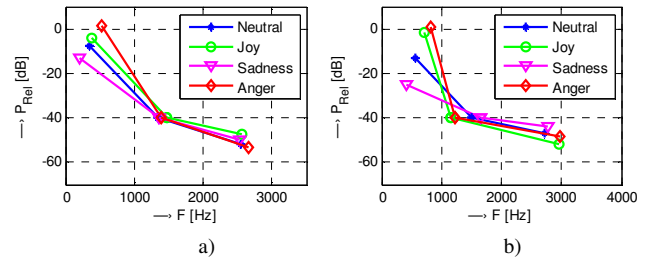 0
-20
-40
-60
—› P_Rel [dB]
0
1000
2000
3000
—› F [Hz]
Neutral
Joy
Sadness
Anger
a)
0
-20
-40
-60
—› P_Rel [dB]
0
1000
2000
3000
4000
—› F [Hz]
Neutral
Joy
Sadness
Anger
b)